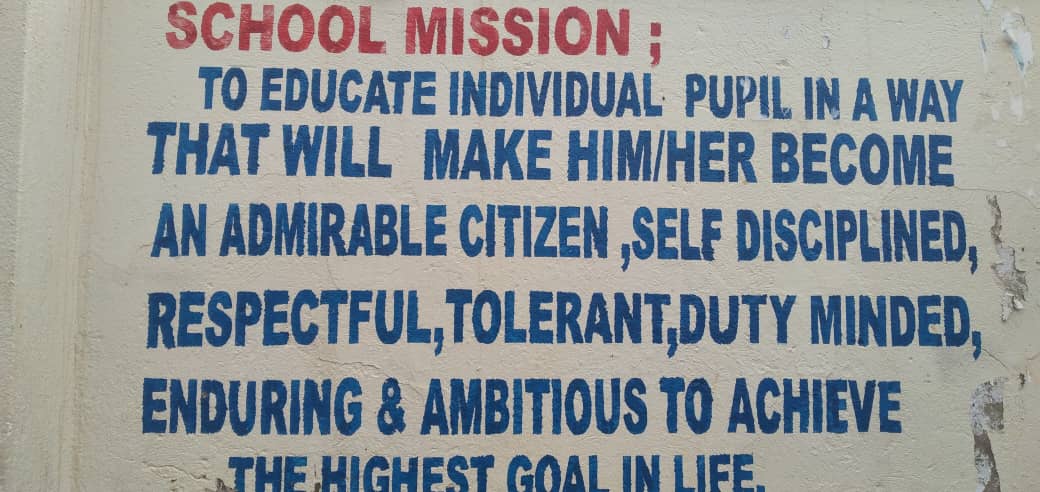 SCHOOL MISSION ;
TO EDUCATE INDIVIDUAL PUPIL IN A WAY
THAT WILL MAKE HIM/HER BECOME
AN ADMIRABLE CITIZEN ,SELF DISCIPLINED,
RESPECTFUL,TOLERANT,DUTY MINDED,
ENDURING & AMBITIOUS TO ACHIEVE
THE HIGHEST GOAL IN LIFE.